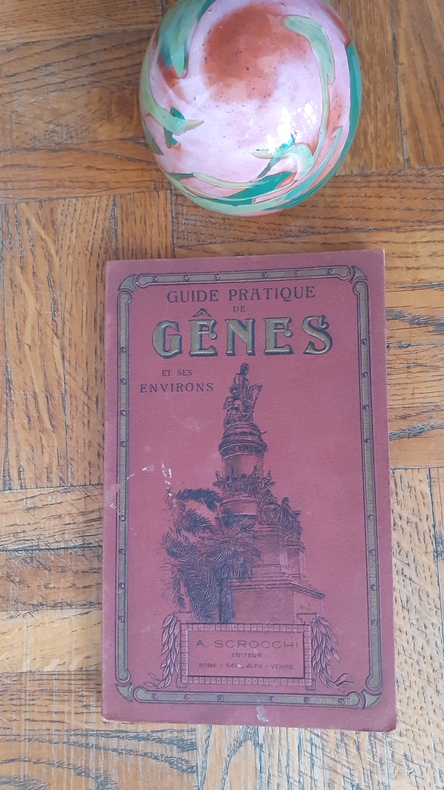 GUIDE PRATIQUE
DE
GÊNES
ET SES
ENVIRONS
A. SCROCCHI
EDITEUR
ROME - MILAN - VENISE